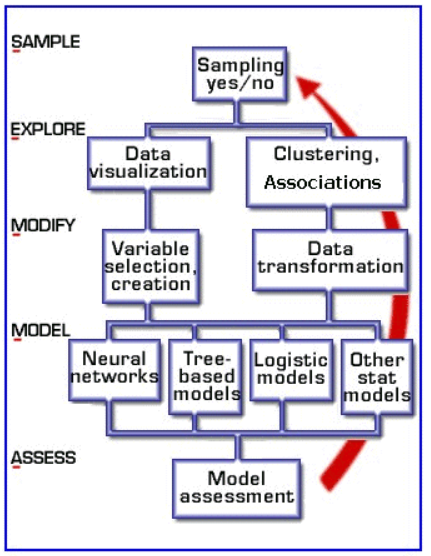 SAMPLE
Sampling
yes/no
EXPLORE
Data
visualization
Clustering,
Associations
MODIFY
Variable
selection,
creation
Data
transformation
MODEL
Neural
networks
Tree-
based
models
Logistic
models
Other
stat
models
ASSESS
Model
assessment